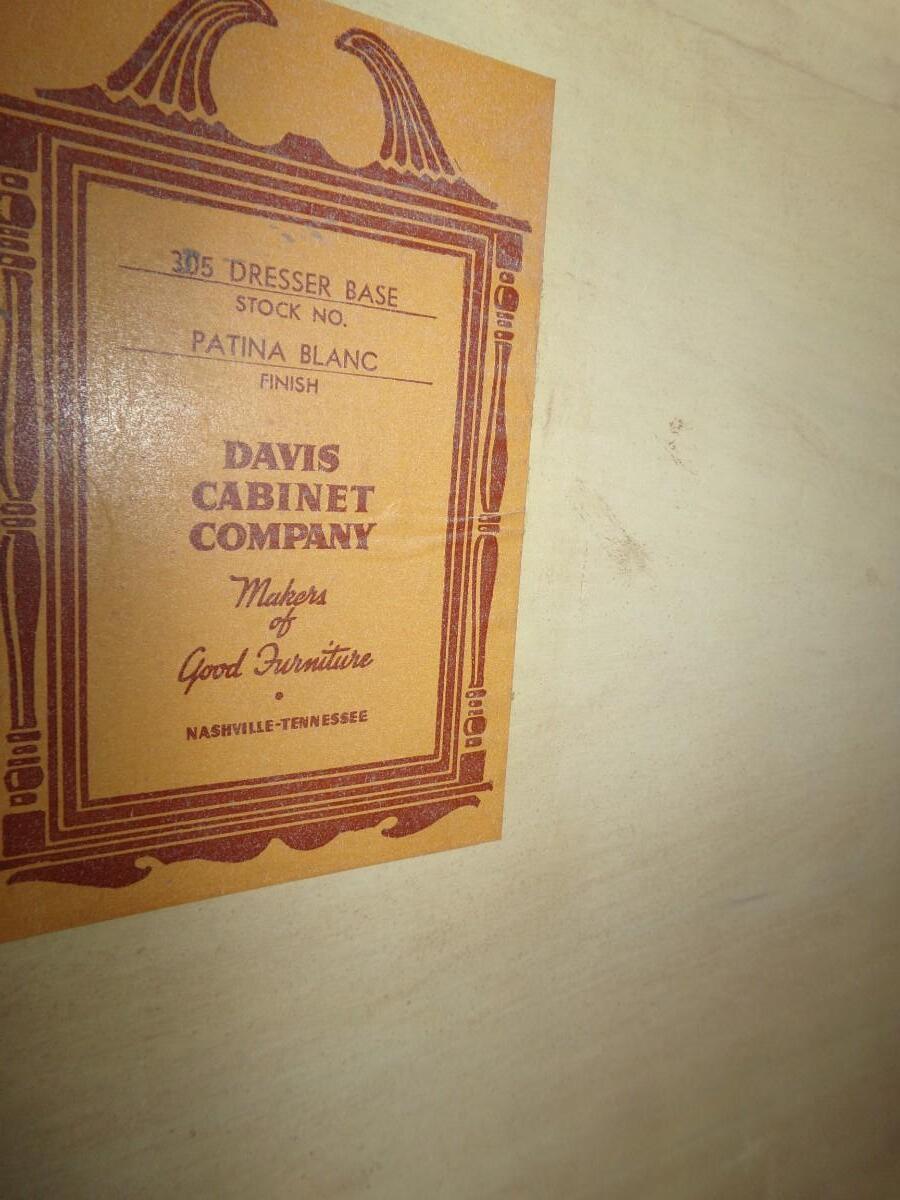 305 DRESSER BASE
STOCK NO.
PATINA BLANC
FINISH
DAVIS
CABINET
COMPANY
Makers
of
Good Furniture
NASHVILLE-TENNESSEE